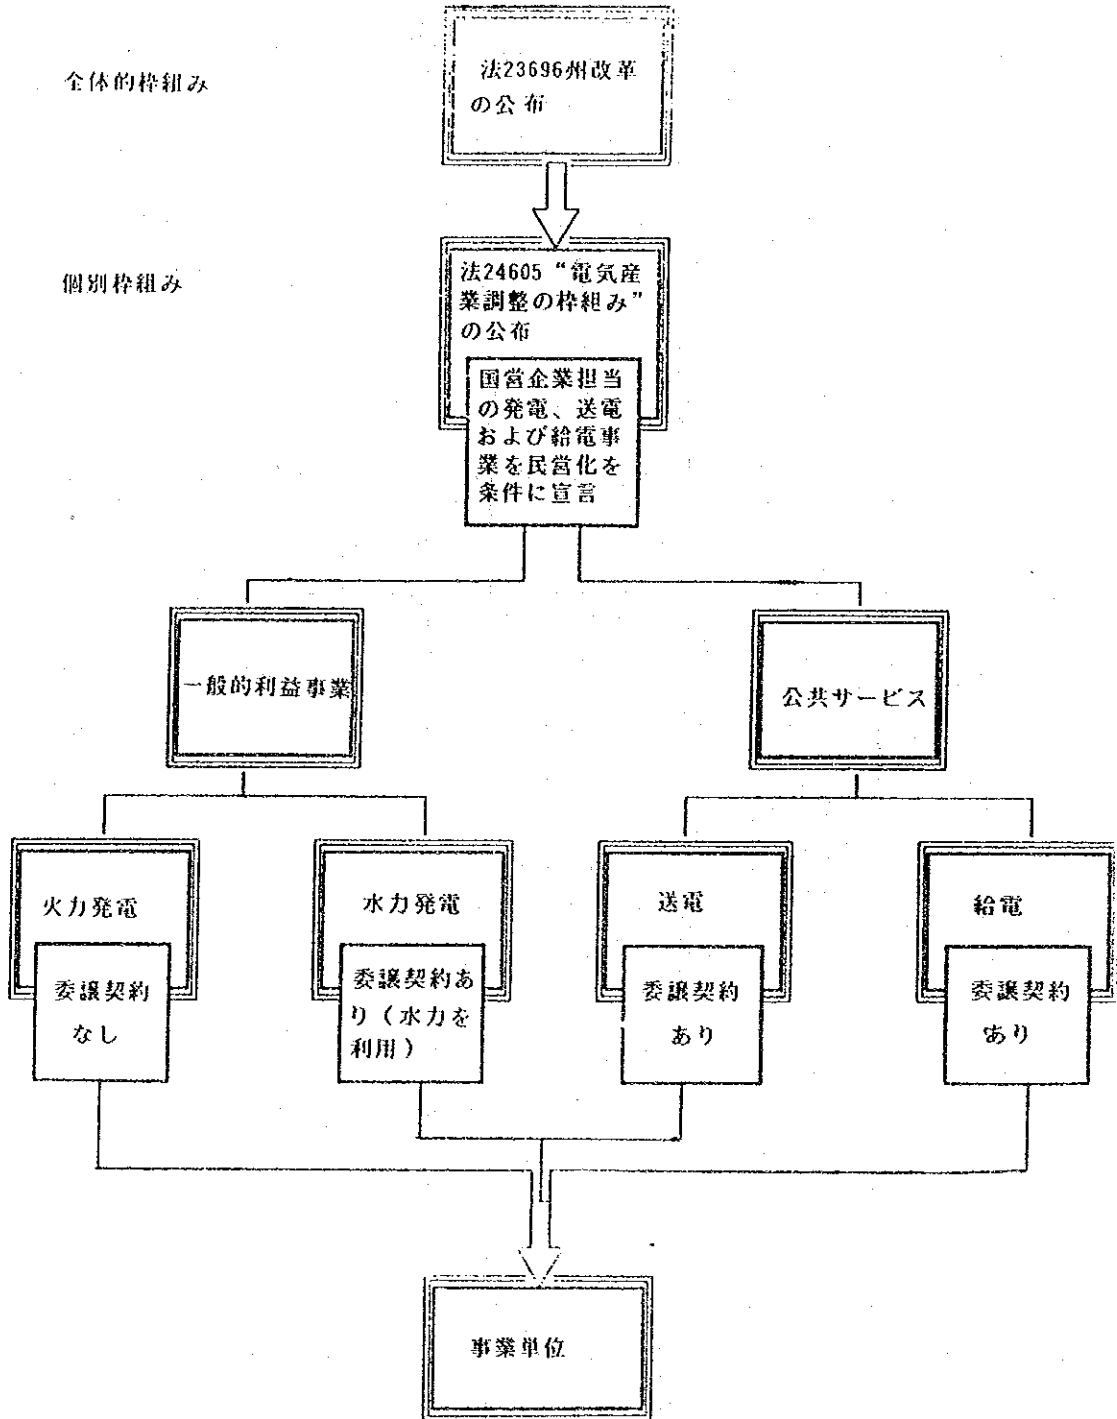 全体的枠組み
法23696州改革
の公布
個別枠組み
法24605“電気産
業調整の枠組み”
の公布
国営企業担当
の発電、送電
および給電事
業を民営化を
条件に宣言
一般的利益事業
公共サービス
火力発電
水力発電
送電
給電
委譲契約
なし
委譲契約あ
り（水力を
利用）
委譲契約
あり
委譲契約
あり
事業単位